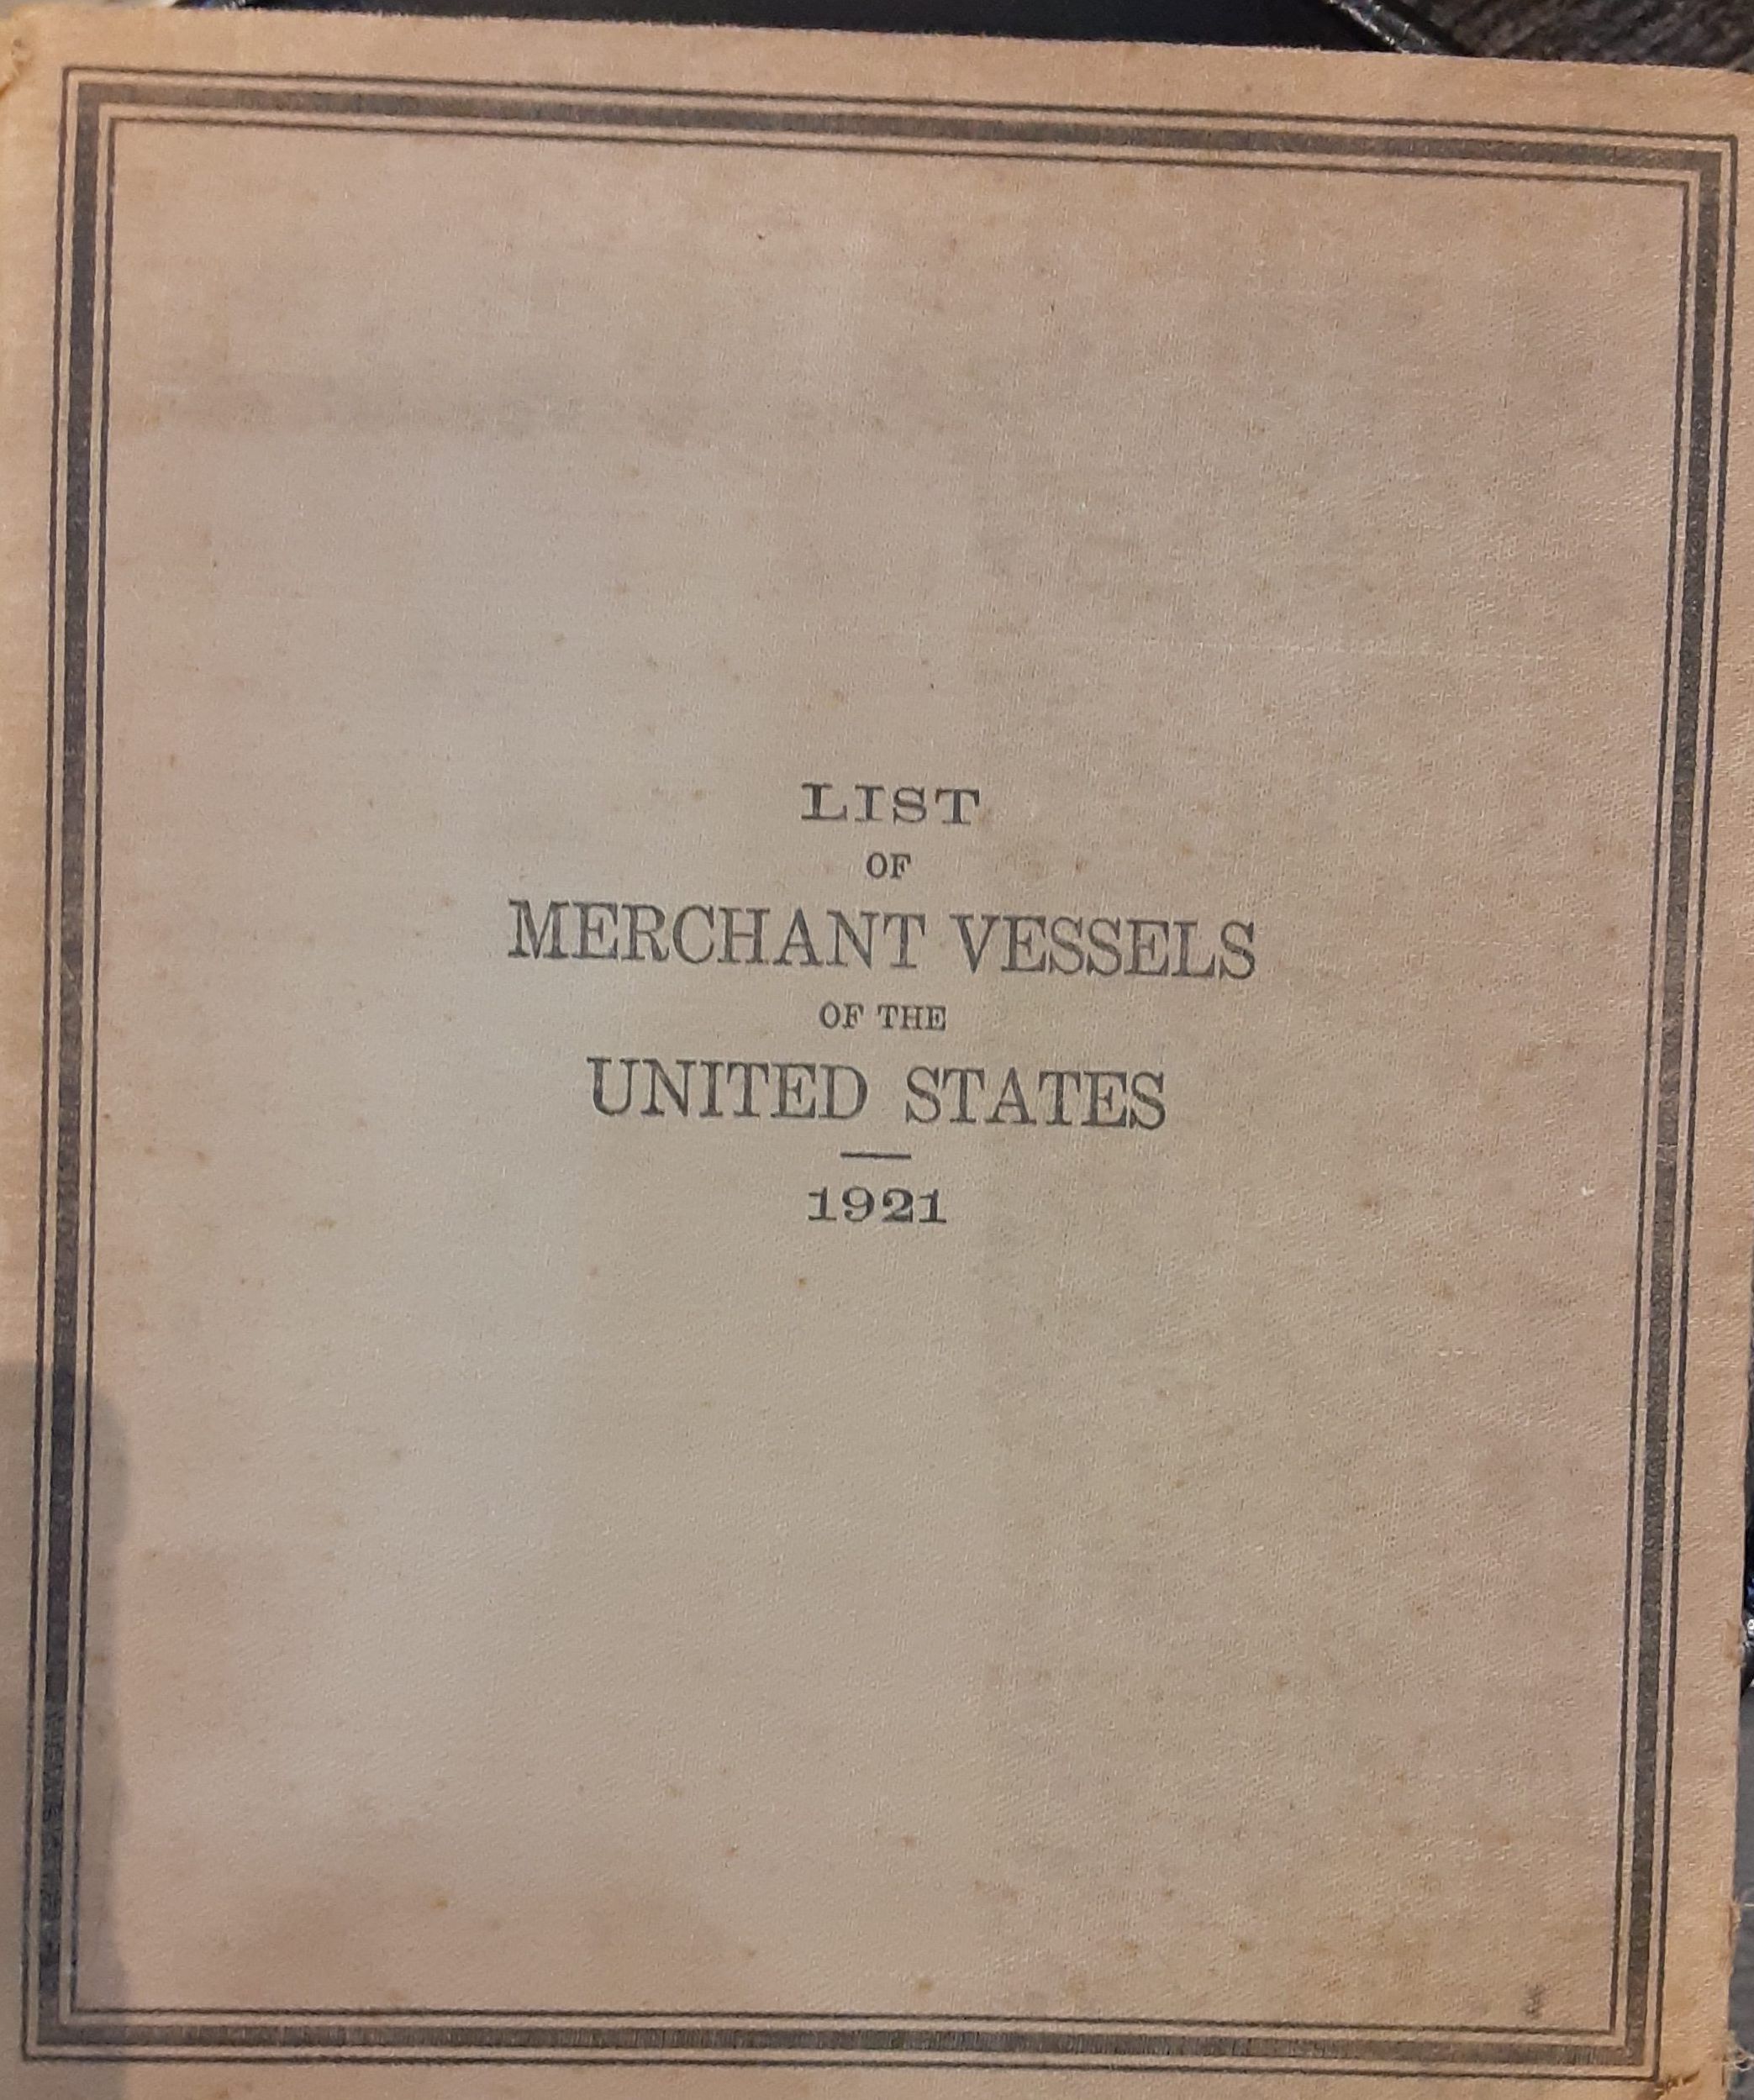 LIST
OF
MERCHANT VESSELS
OF THE
UNITED STATES
1921